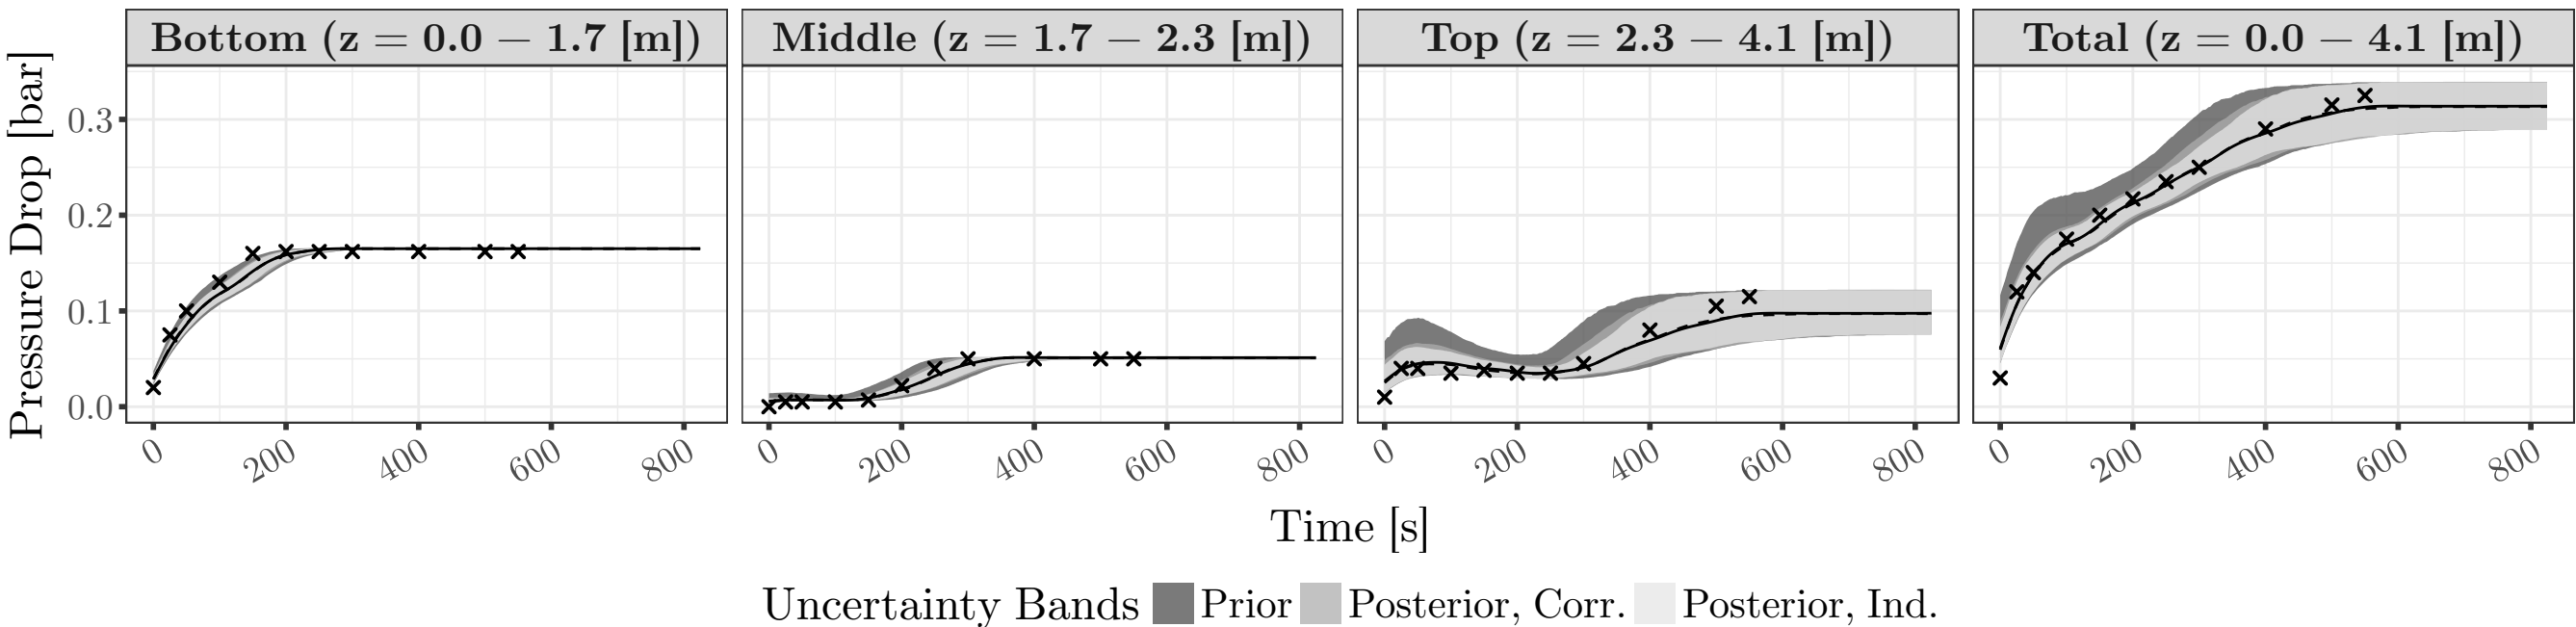 Bottom (z = 0.0 − 1.7 [m])
Middle (z = 1.7 − 2.3 [m])
Top (z = 2.3 − 4.1 [m])
Total (z = 0.0 − 4.1 [m])
Pressure Drop [bar]
0.3
0.2
0.1
0.0
0 200 400 600 800
0 200 400 600 800
0 200 400 600 800
0 200 400 600 800
Time [s]
Uncertainty Bands Prior Posterior, Corr. Posterior, Ind.